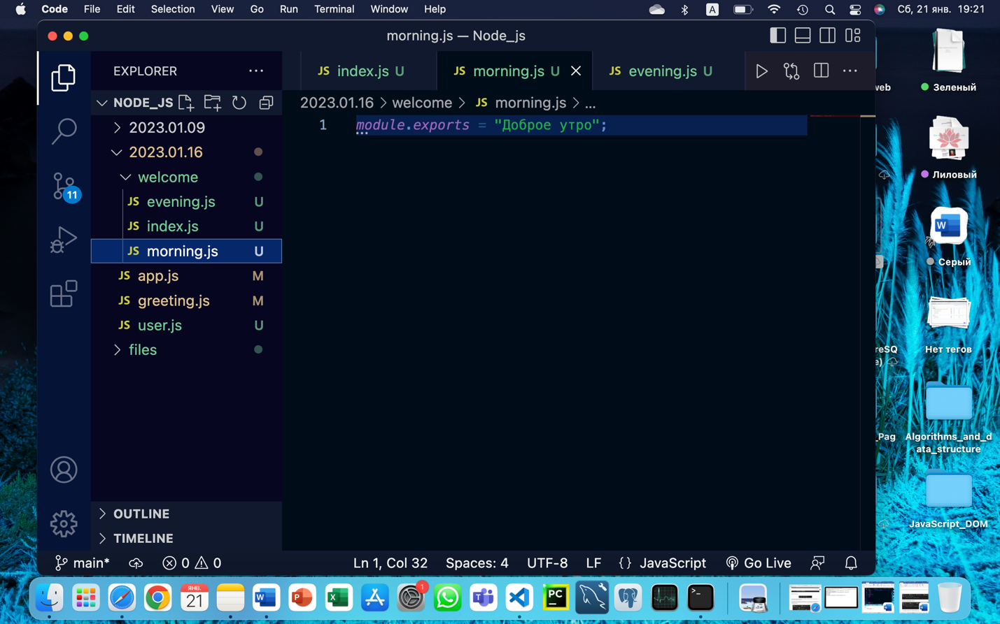 Code File Edit Selection View Go Run Terminal Window Help A Сб, 21 янв. 19:21
morning.js — Node_js
EXPLORER
JS index.js U
JS morning.js U
JS evening.js U
NODE_JS
2023.01.16 > welcome > JS morning.js > ...
1 module.exports = "Доброе утро";
2023.01.09
2023.01.16
welcome
JS evening.js U
JS index.js U
JS morning.js U
JS app.js M
JS greeting.js M
JS user.js U
files
11
OUTLINE
TIMELINE
main* 0 0 Ln 1, Col 32 Spaces: 4 UTF-8 LF {} JavaScript Go Live
Зеленый
Лиловый
W
Серый
Нет тегов
Algorithms_and_d
ata_structure
JavaScript_DOM
web
reSQ
e)
_Pag
ЯНВ.
21
W
P
X
1
T
PC
>_